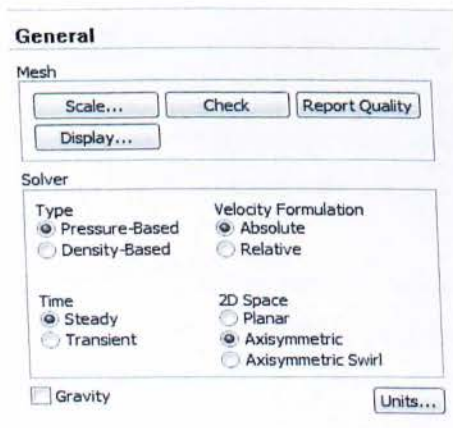 General
Mesh
Scale... Check Report Quality
Display...
Solver
Type Velocity Formulation
Pressure-Based Absolute
Density-Based Relative
Time 2D Space
Steady Planar
Transient Axisymmetric
Axisymmetric Swirl
Gravity Units...